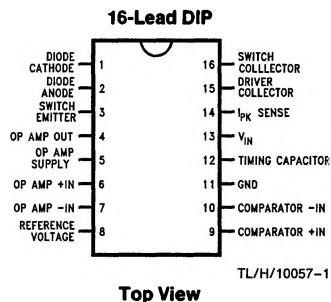 16-Lead DIP
DIODE
CATHODE 1
DIODE
ANODE 2
SWITCH
EMITTER 3
OP AMP OUT 4
OP AMP
SUPPLY 5
OP AMP +IN 6
OP AMP −IN 7
REFERENCE
VOLTAGE 8
SWITCH
16 COLLLECTOR
DRIVER
15 COLLECTOR
14 IPK SENSE
13 VIN
12 TIMING CAPACITOR
11 GND
10 COMPARATOR −IN
9 COMPARATOR +IN
TL/H/10057–1
Top View